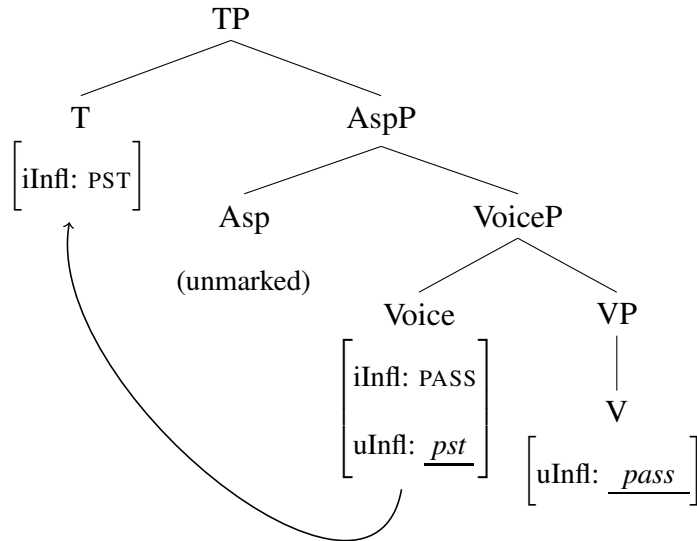 TP
T AspP
[iInfl: PST]
Asp VoiceP
(unmarked)
Voice VP
iInfl: PASS
V
uInfl: pst
[uInfl: pass]